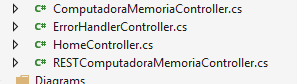 C# ComputadoraMemoriaController.cs
C# ErrorHandlerController.cs
C# HomeController.cs
C# RESTComputadoraMemoriaController.cs
Diagrams